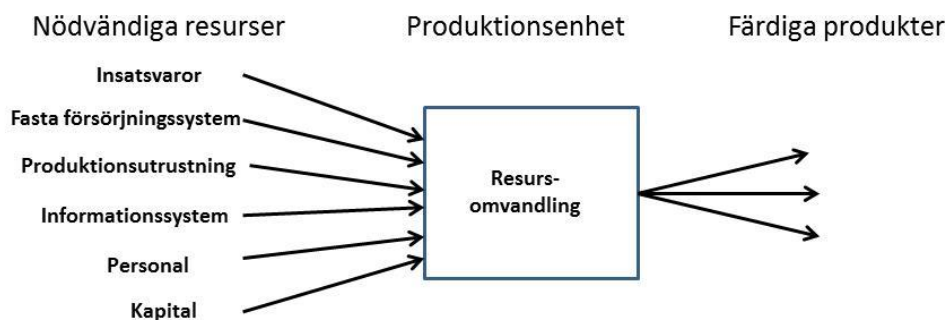 Nödvändiga resurser
Produktionsenhet
Färdiga produkter
Insatsvaror
Fasta försörjningssystem
Produktionsutrustning
Informationssystem
Personal
Kapital
Resurs-
omvandling